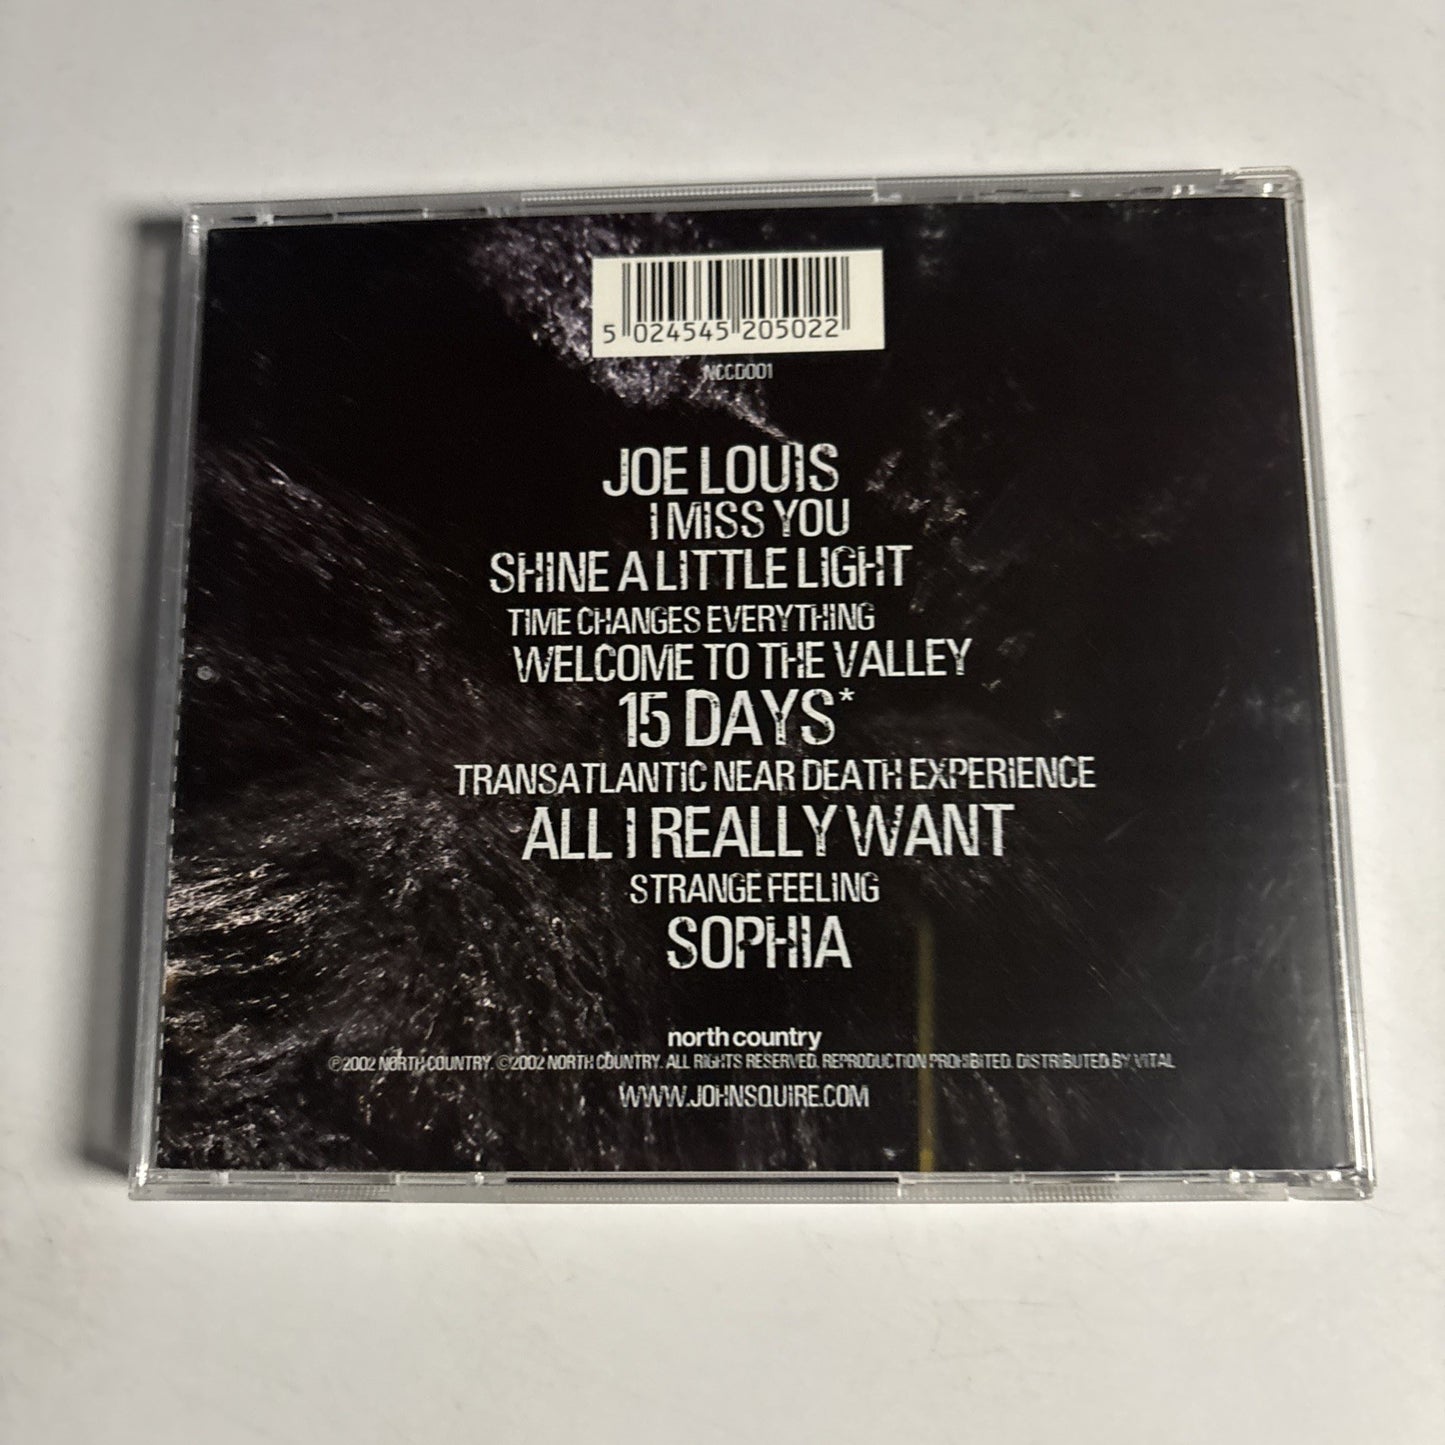 5 024545 205022
NCCD001
JOE LOUIS
I MISS YOU
SHINE A LITTLE LIGHT
TIME CHANGES EVERYTHING
WELCOME TO THE VALLEY
15 DAYS*
TRANSATLANTIC NEAR DEATH EXPERIENCE
ALL I REALLY WANT
STRANGE FEELING
SOPHIA
north country
℗2002 NORTH COUNTRY. ©2002 NORTH COUNTRY. ALL RIGHTS RESERVED. REPRODUCTION PROHIBITED. DISTRIBUTED BY VITAL
WWW.JOHNSQUIRE.COM